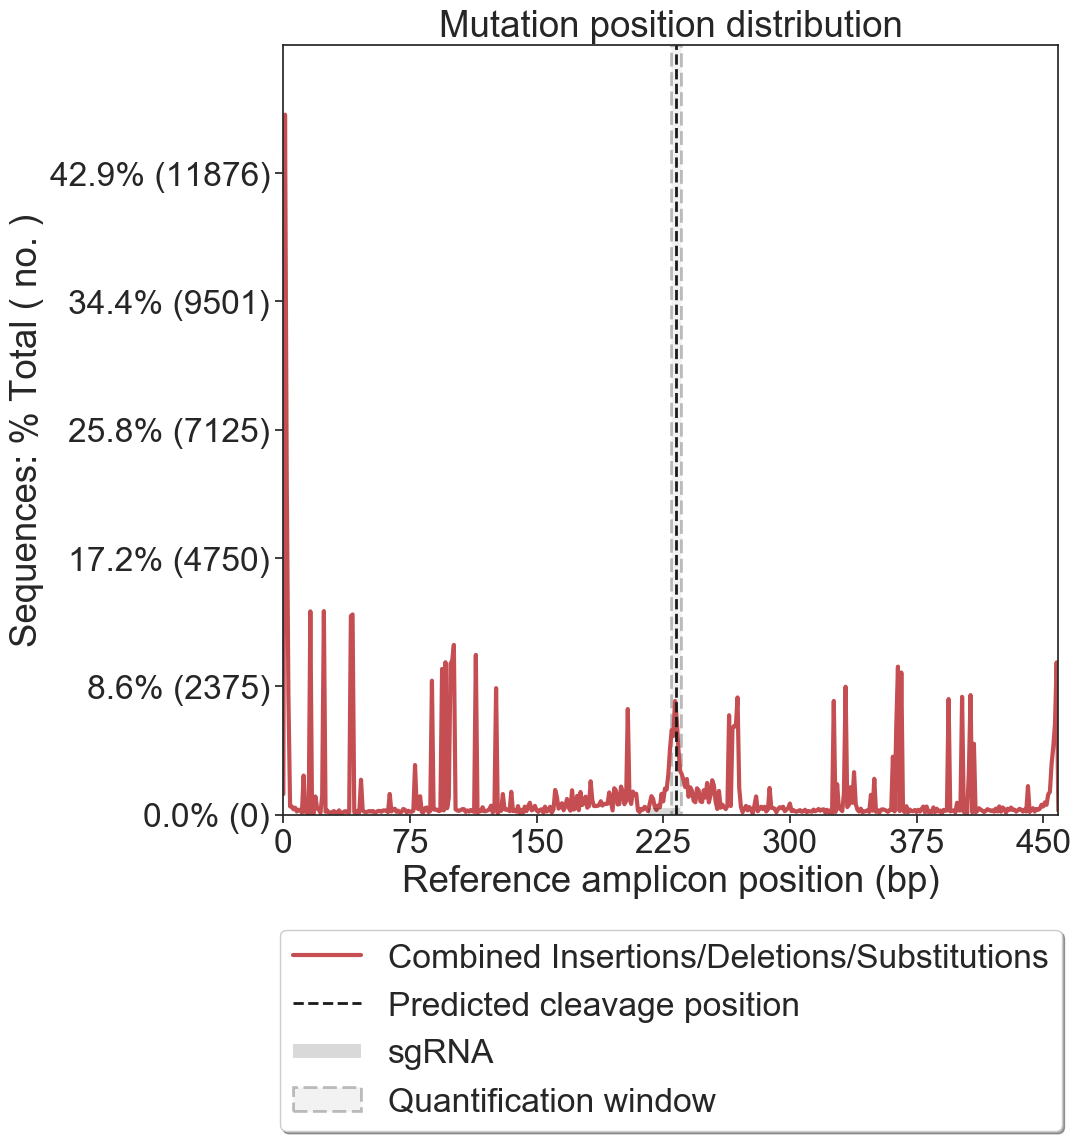 Mutation position distribution
Sequences: % Total ( no. )
42.9% (11876)
34.4% (9501)
25.8% (7125)
17.2% (4750)
8.6% (2375)
0.0% (0)
0 75 150 225 300 375 450
Reference amplicon position (bp)
Combined Insertions/Deletions/Substitutions
Predicted cleavage position
sgRNA
Quantification window